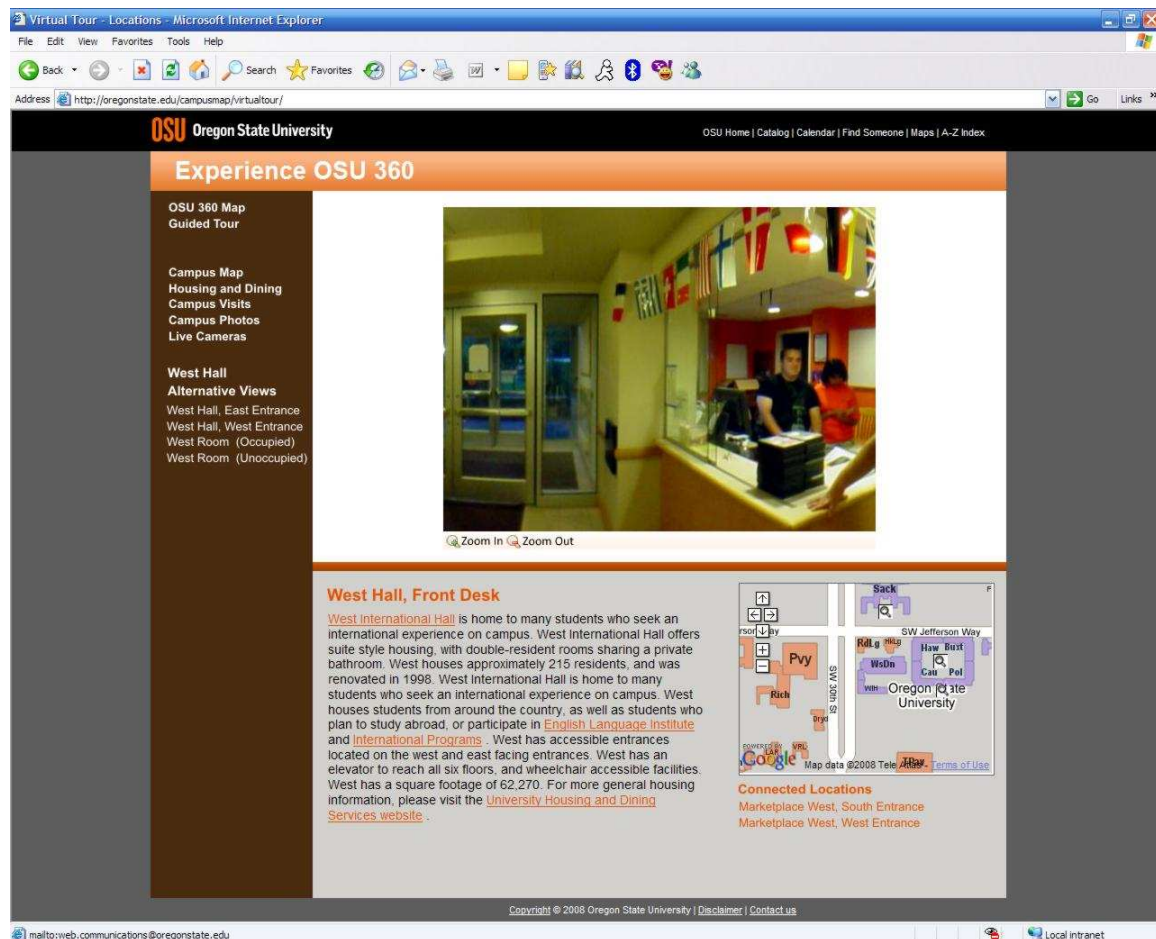 Virtual Tour - Locations - Microsoft Internet Explorer
File Edit View Favorites Tools Help
Back Search Favorites
Address http://oregonstate.edu/campusmap/virtualtour/ Go Links »
OSU Oregon State University
OSU Home | Catalog | Calendar | Find Someone | Maps | A-Z Index
Experience OSU 360
OSU 360 Map
Guided Tour
Campus Map
Housing and Dining
Campus Visits
Campus Photos
Live Cameras
West Hall
Alternative Views
West Hall, East Entrance
West Hall, West Entrance
West Room (Occupied)
West Room (Unoccupied)
Zoom In Zoom Out
West Hall, Front Desk
West International Hall is home to many students who seek an
international experience on campus. West International Hall offers
suite style housing, with double-resident rooms sharing a private
bathroom. West houses approximately 215 residents, and was
renovated in 1998. West International Hall is home to many
students who seek an international experience on campus. West
houses students from around the country, as well as students who
plan to study abroad, or participate in English Language Institute
and International Programs . West has accessible entrances
located on the west and east facing entrances. West has an
elevator to reach all six floors, and wheelchair accessible facilities.
West has a square footage of 62,270. For more general housing
information, please visit the University Housing and Dining
Services website .
Sack
SW Jefferson Way
RdLg
Haw Buxt
Pvy
WsDn
Cau Pol
Rich
SW 30th St
Oregon State
University
Dryd
POWERED BY
Google
LAR
VRL
Map data ©2008 Tele Atlas - Terms of Use
Connected Locations
Marketplace West, South Entrance
Marketplace West, West Entrance
Copyright © 2008 Oregon State University | Disclaimer | Contact us
mailto:web.communications@oregonstate.edu
Local intranet